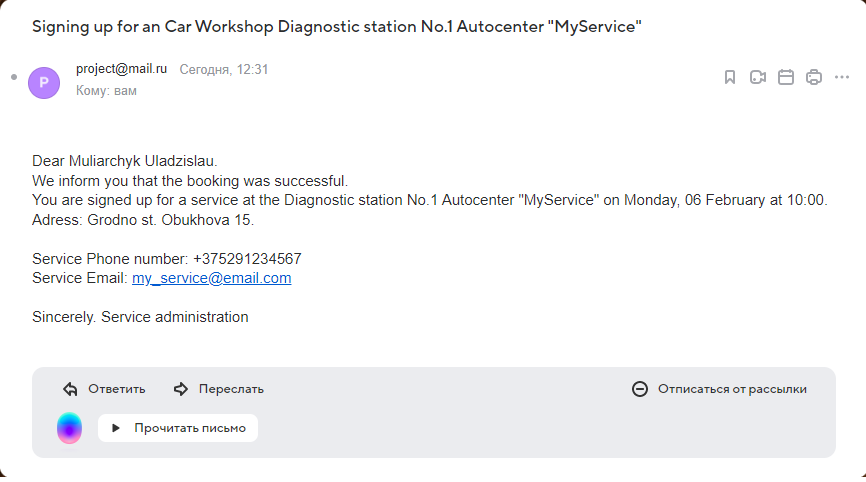 Signing up for an Car Workshop Diagnostic station No.1 Autocenter "MyService"
project@mail.ru Сегодня, 12:31
P
Кому: вам
Dear Muliarchyk Uladzislau.
We inform you that the booking was successful.
You are signed up for a service at the Diagnostic station No.1 Autocenter "MyService" on Monday, 06 February at 10:00.
Adress: Grodno st. Obukhova 15.
Service Phone number: +375291234567
Service Email: my_service@email.com
Sincerely. Service administration
Ответить Переслать Отписаться от рассылки
Прочитать письмо